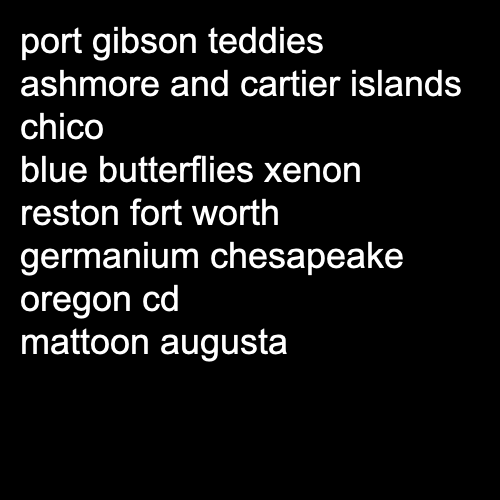 port gibson teddies
ashmore and cartier islands
chico
blue butterflies xenon
reston fort worth
germanium chesapeake
oregon cd
mattoon augusta